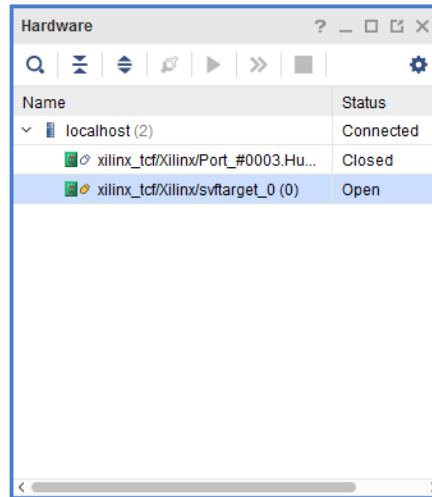 Hardware
Name Status
localhost (2) Connected
xilinx_tcf/Xilinx/Port_#0003.Hu... Closed
xilinx_tcf/Xilinx/svftarget_0 (0) Open